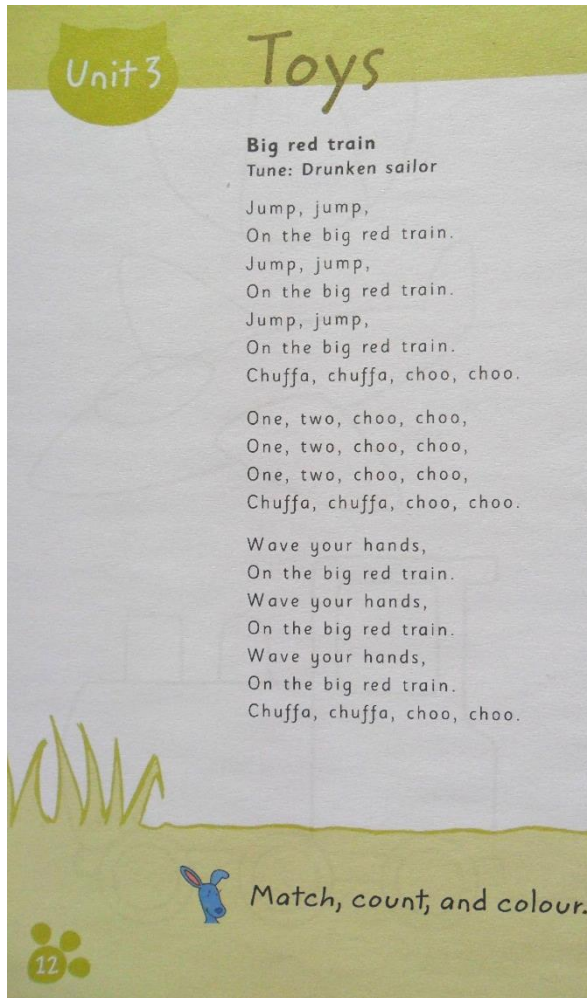 Unit 3
Toys
Big red train
Tune: Drunken sailor
Jump, jump,
On the big red train.
Jump, jump,
On the big red train.
Jump, jump,
On the big red train.
Chuffa, chuffa, choo, choo.
One, two, choo, choo,
One, two, choo, choo,
One, two, choo, choo,
Chuffa, chuffa, choo, choo.
Wave your hands,
On the big red train.
Wave your hands,
On the big red train.
Wave your hands,
On the big red train.
Chuffa, chuffa, choo, choo.
Match, count, and colour.
12